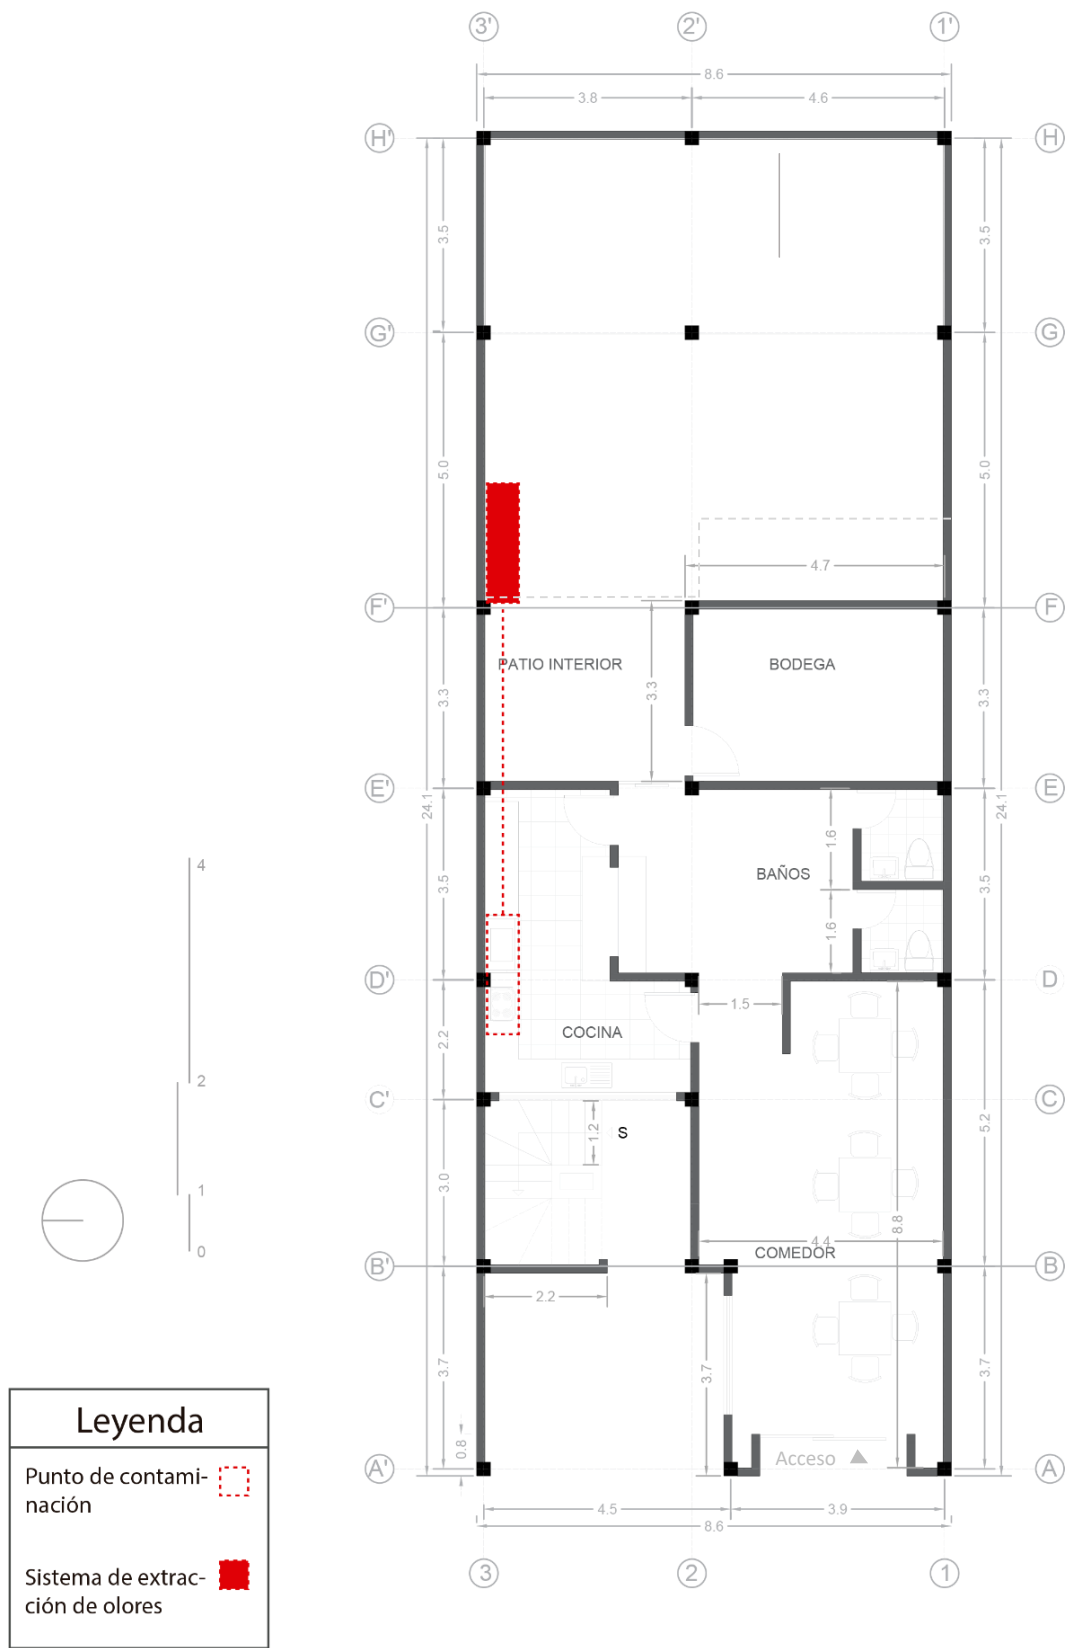 3' 2' 1'
8.6
3.8 4.6
H' H
3.5 3.5
G' G
5.0 5.0
4.7
F' F
PATIO INTERIOR BODEGA
3.3 3.3 3.3
E' E
24.1 24.1
1.6
4
3.5 BAÑOS 3.5
1.6
D' D
1.5
COCINA
2.2
2
C' C
1.2 S 5.2
3.0
1
8.8
4.4
0
COMEDOR
B' B
2.2
3.7 3.7 3.7
Leyenda
0.8
Acceso
A' A
Punto de contami-
nación
4.5 3.9
8.6
3 2 1
Sistema de extrac-
ción de olores